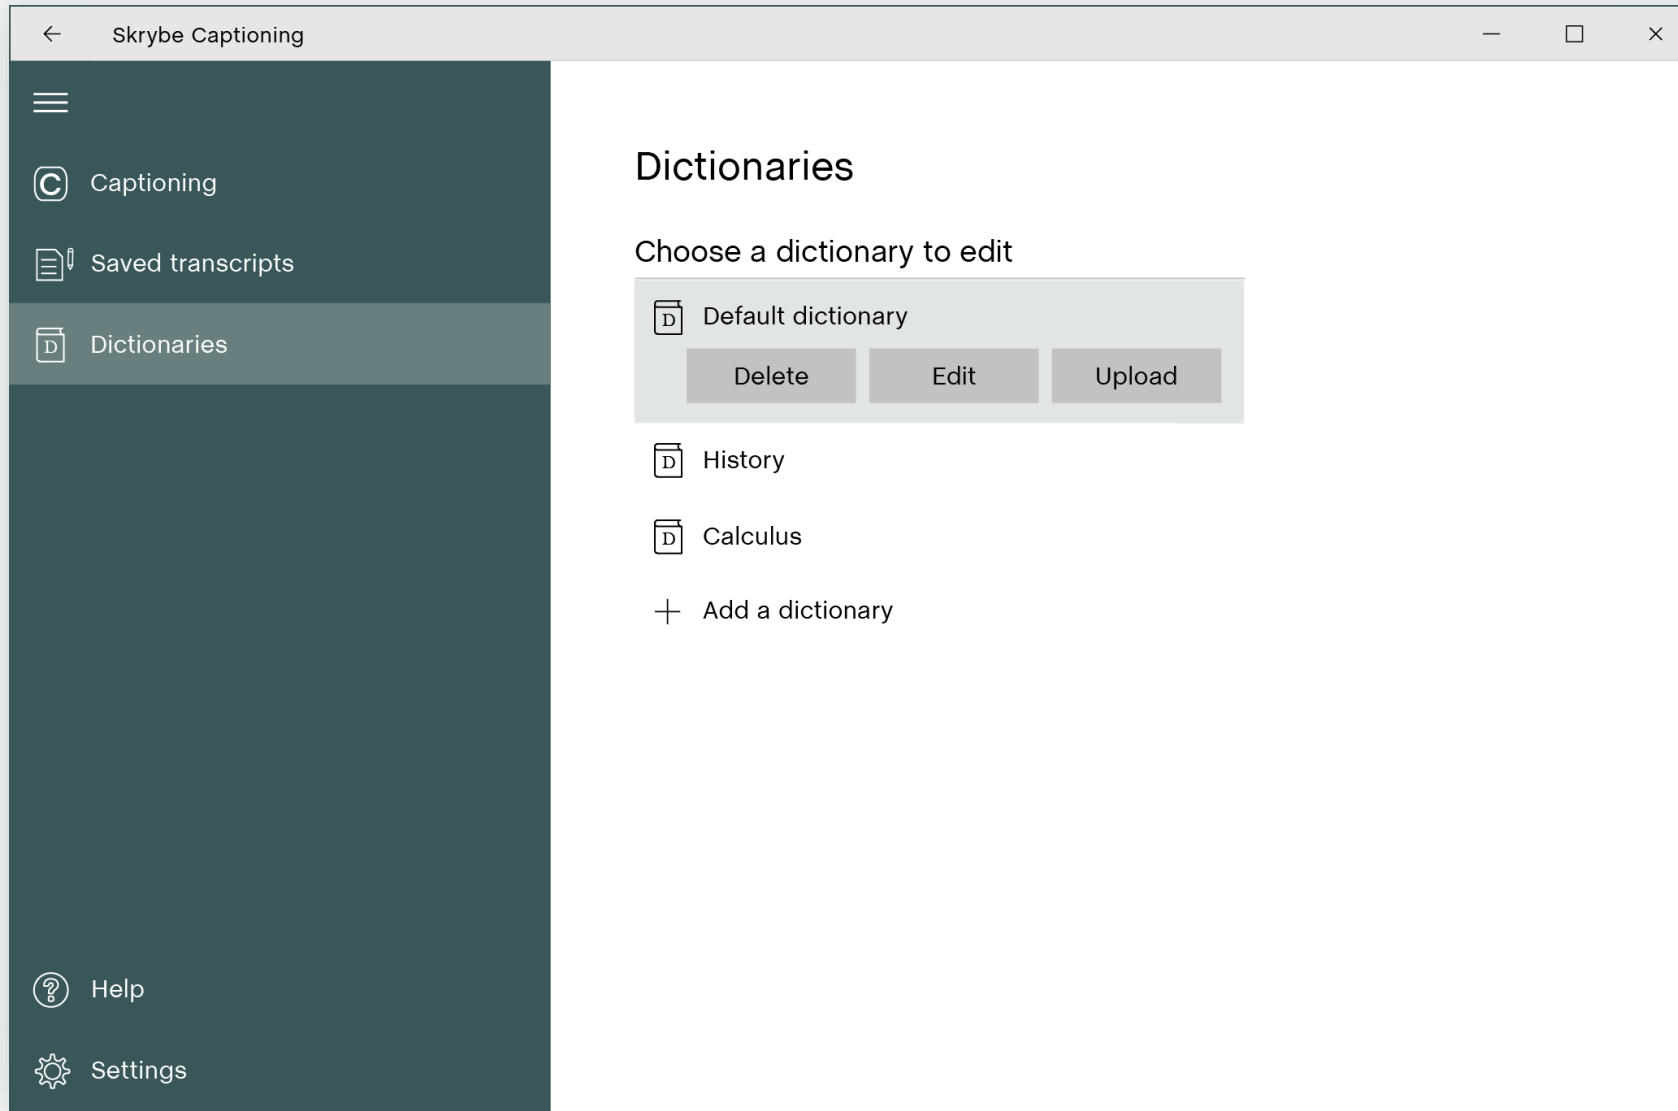 Skrybe Captioning
Captioning
Saved transcripts
Dictionaries
Help
Settings
Dictionaries
Choose a dictionary to edit
D Default dictionary
Delete Edit Upload
D History
D Calculus
Add a dictionary